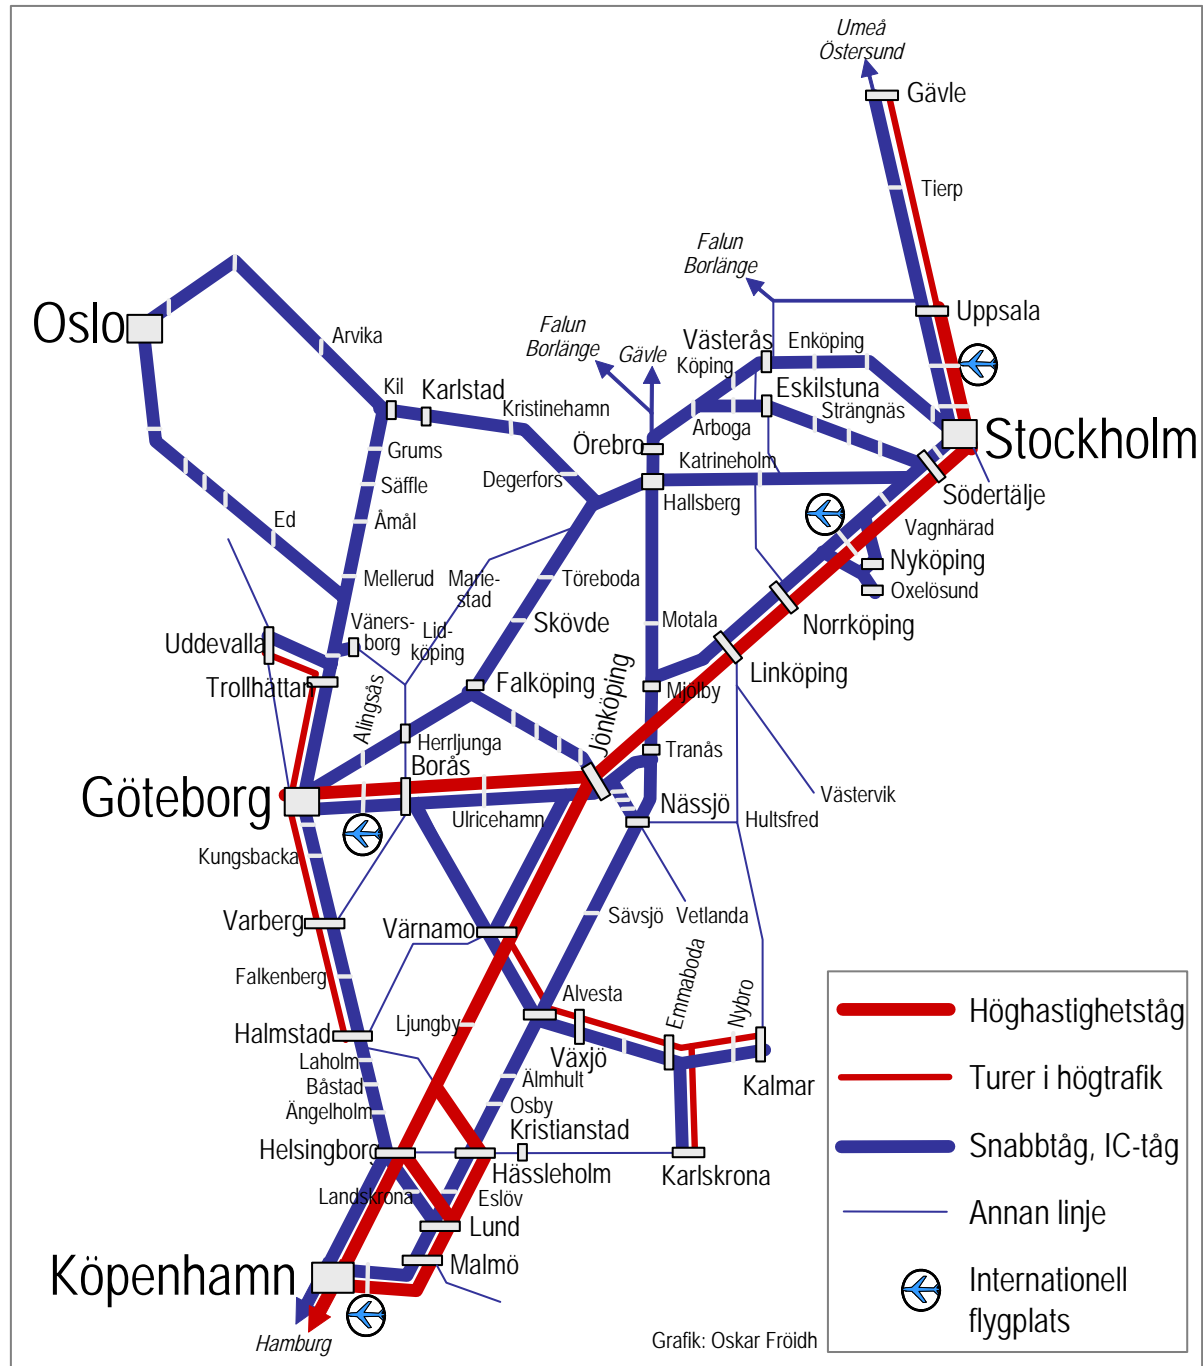 Umeå
Östersund
Gävle
Tierp
Falun
Borlänge
Uppsala
Oslo
Arvika
Falun
Borlänge
Gävle
Västerås
Enköping
Köping
Kil
Karlstad
Eskilstuna
Strängnäs
Kristinehamn
Arboga
Örebro
Stockholm
Grums
Katrineholm
Degerfors
Säffle
Hallsberg
Södertälje
Ed
Åmål
Vagnhärad
Nyköping
Mellerud
Marie-
stad
Töreboda
Oxelösund
Väners-
borg
Lid-
köping
Skövde
Motala
Norrköping
Uddevalla
Linköping
Trollhättan
Falköping
Mjölby
Alingsås
Jönköping
Herrljunga
Tranås
Borås
Göteborg
Ulricehamn
Nässjö
Västervik
Hultsfred
Kungsbacka
Varberg
Värnamo
Sävsjö
Vetlanda
Emmaboda
Falkenberg
Nybro
Alvesta
Halmstad
Ljungby
Växjö
Laholm
Båstad
Älmhult
Kalmar
Ängelholm
Osby
Kristianstad
Helsingborg
Hässleholm
Karlskrona
Landskrona
Eslöv
Lund
Malmö
Köpenhamn
Hamburg
Höghastighetståg
Turer i högtrafik
Snabbtåg, IC-tåg
Annan linje
Internationell
flygplats
Grafik: Oskar Fröidh